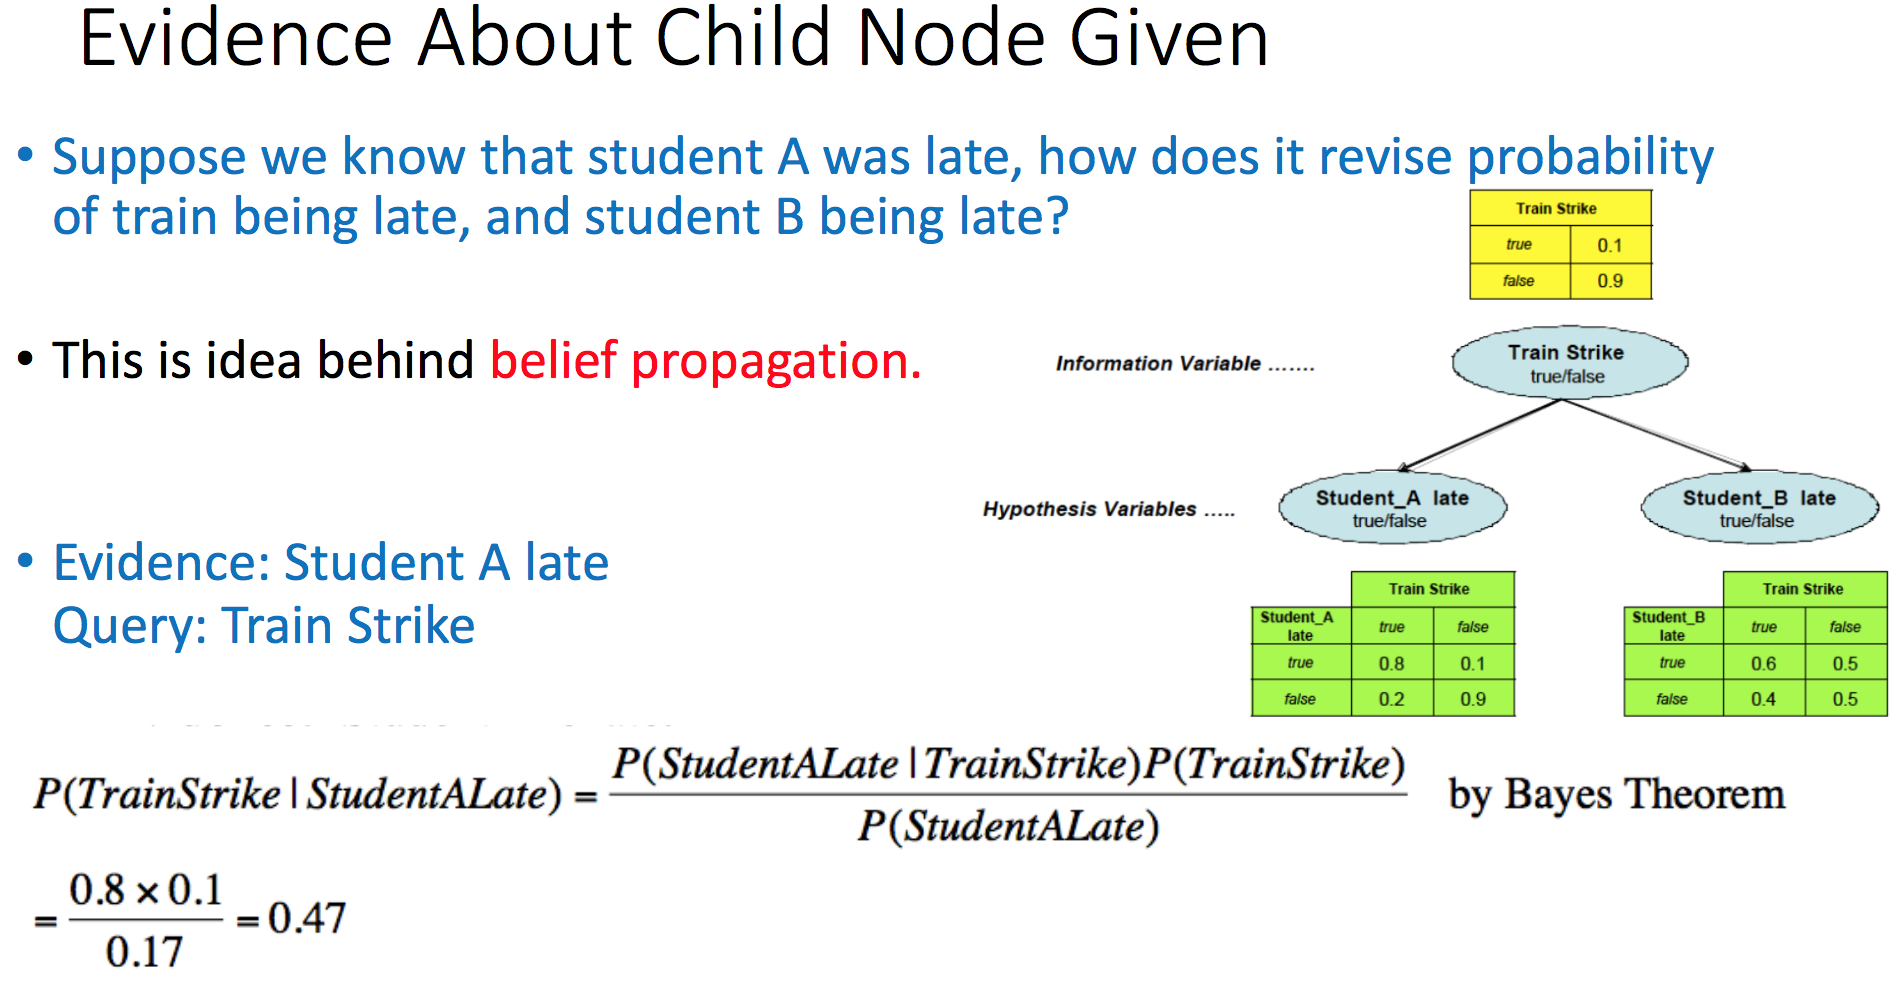 Evidence About Child Node Given
• Suppose we know that student A was late, how does it revise probability
of train being late, and student B being late?
Train Strike
true 0.1
false 0.9
• This is idea behind belief propagation.
Information Variable .......
Train Strike
true/false
Hypothesis Variables .....
Student_A late
true/false
Student_B late
true/false
• Evidence: Student A late
Query: Train Strike
Train Strike
Student_A late true false
true 0.8 0.1
false 0.2 0.9
Train Strike
Student_B late true false
true 0.6 0.5
false 0.4 0.5
P(TrainStrike | StudentALate) = P(StudentALate | TrainStrike)P(TrainStrike) / P(StudentALate) by Bayes Theorem
= 0.8 × 0.1 / 0.17 = 0.47